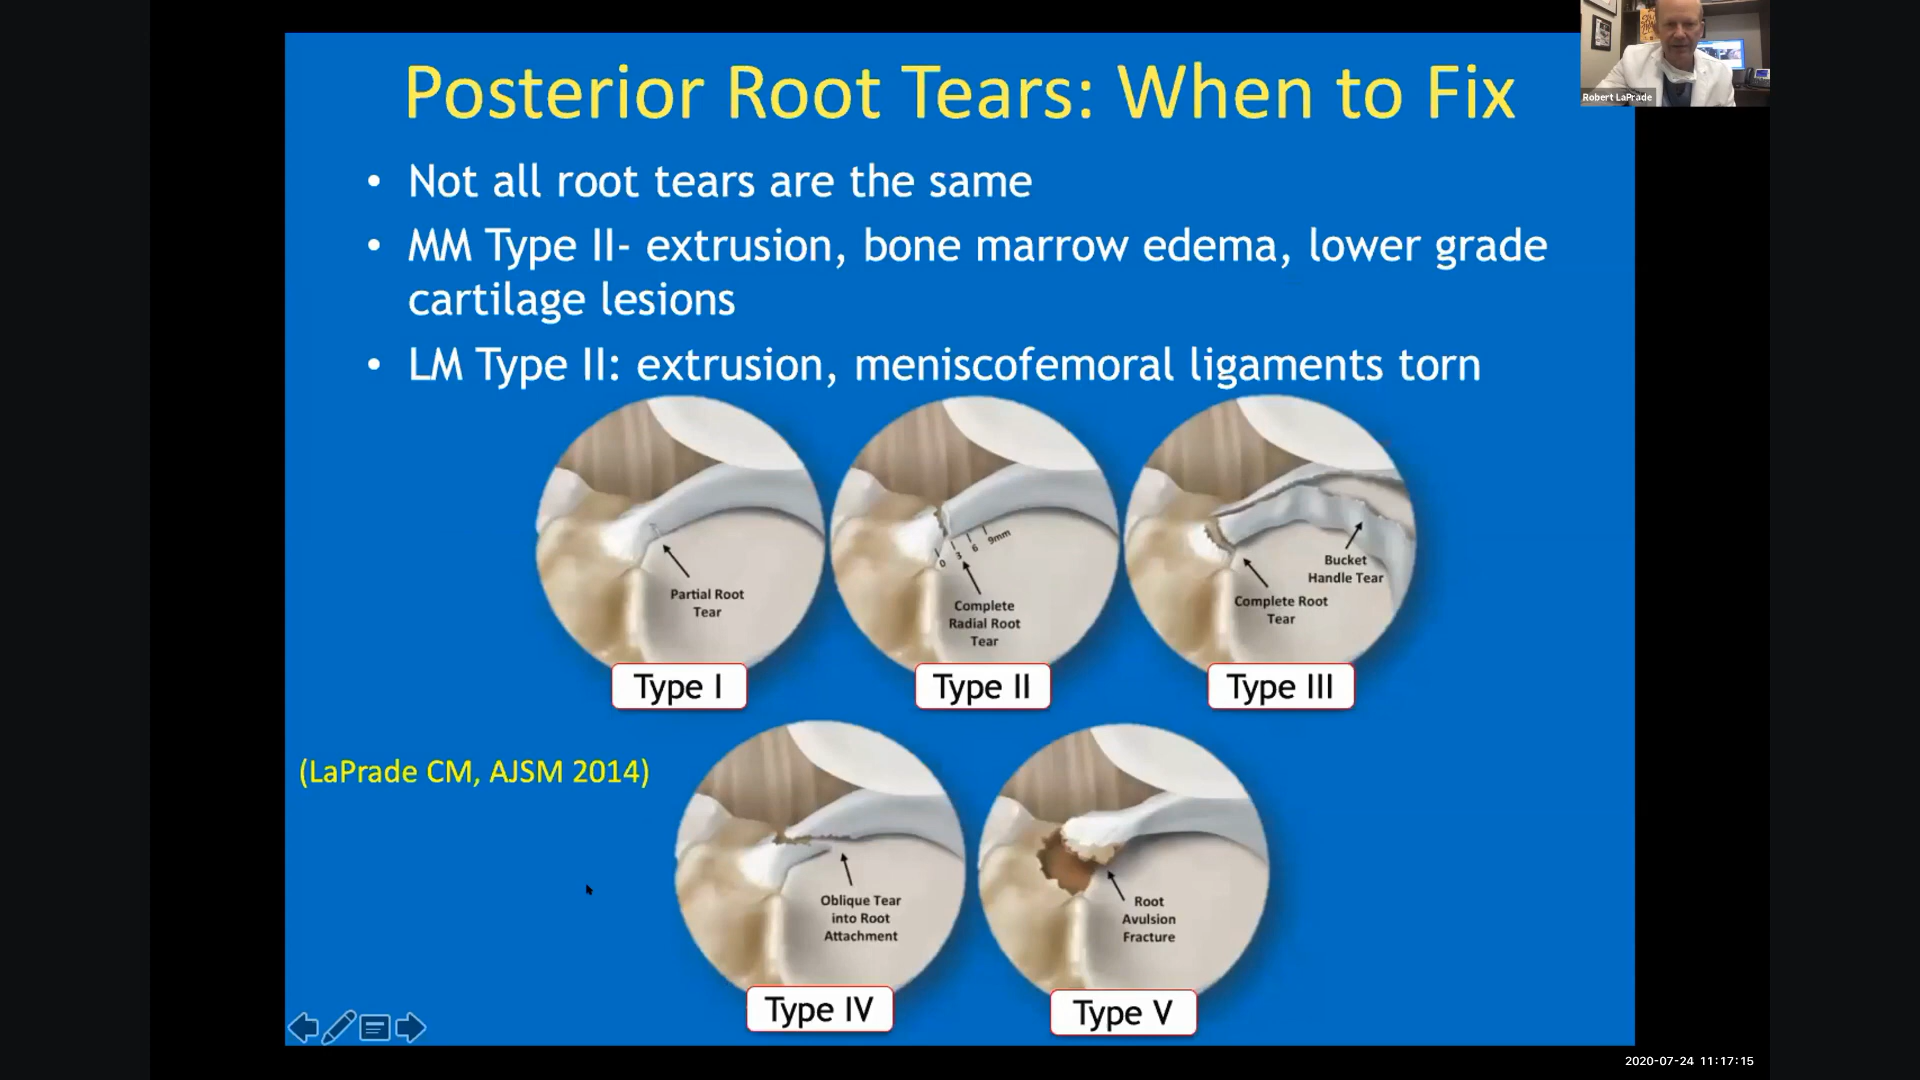 Robert LaPrade
Posterior Root Tears: When to Fix
• Not all root tears are the same
• MM Type II- extrusion, bone marrow edema, lower grade
cartilage lesions
• LM Type II: extrusion, meniscofemoral ligaments torn
Partial Root
Tear
Type I
0 3 6 9mm
Complete
Radial Root
Tear
Type II
Bucket
Handle Tear
Complete Root
Tear
Type III
(LaPrade CM, AJSM 2014)
Oblique Tear
into Root
Attachment
Type IV
Root
Avulsion
Fracture
Type V
2020-07-24 11:17:15